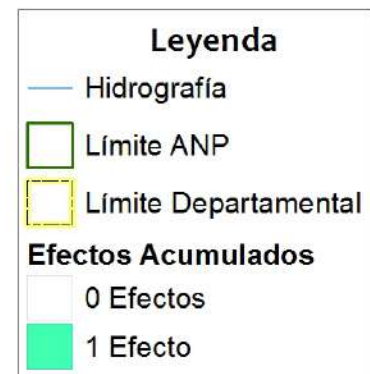 Leyenda
Hidrografía
Límite ANP
Límite Departamental
Efectos Acumulados
0 Efectos
1 Efecto